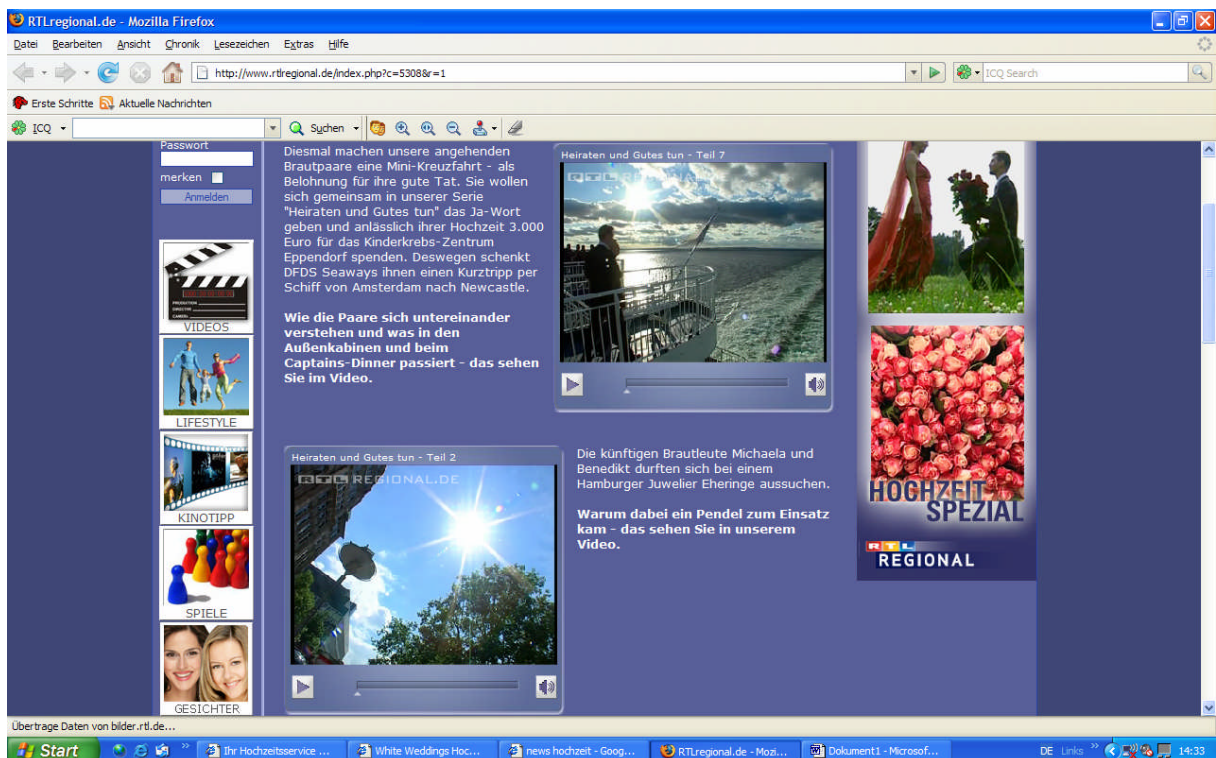 RTLregional.de - Mozilla Firefox
Datei Bearbeiten Ansicht Chronik Lesezeichen Extras Hilfe
http://www.rtlregional.de/index.php?c=5308&r=1
ICQ Search
Erste Schritte Aktuelle Nachrichten
ICQ Suchen
Passwort
merken
Anmelden
VIDEOS
LIFESTYLE
KINOTIPP
SPIELE
GESICHTER
Diesmal machen unsere angehenden
Brautpaare eine Mini-Kreuzfahrt - als
Belohnung für ihre gute Tat. Sie wollen
sich gemeinsam in unserer Serie
"Heiraten und Gutes tun" das Ja-Wort
geben und anlässlich ihrer Hochzeit 3.000
Euro für das Kinderkrebs-Zentrum
Eppendorf spenden. Deswegen schenkt
DFDS Seaways ihnen einen Kurztripp per
Schiff von Amsterdam nach Newcastle.
Wie die Paare sich untereinander
verstehen und was in den
Außenkabinen und beim
Captains-Dinner passiert - das sehen
Sie im Video.
Heiraten und Gutes tun - Teil 7
RTL REGIONAL.DE
Heiraten und Gutes tun - Teil 2
RTL REGIONAL.DE
Die künftigen Brautleute Michaela und
Benedikt durften sich bei einem
Hamburger Juwelier Eheringe aussuchen.
Warum dabei ein Pendel zum Einsatz
kam - das sehen Sie in unserem
Video.
HOCHZEIT
SPEZIAL
RTL
REGIONAL
Übertrage Daten von bilder.rtl.de...
Start Ihr Hochzeitsservice ... White Weddings Hoc... news hochzeit - Goog... RTLregional.de - Mozi... Dokument1 - Microsof... DE Links 14:33